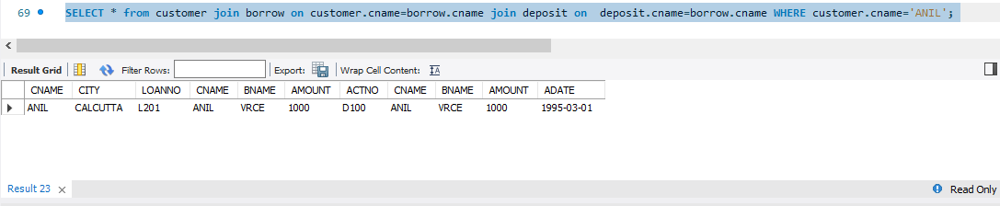 69 SELECT * from customer join borrow on customer.cname=borrow.cname join deposit on  deposit.cname=borrow.cname WHERE customer.cname='ANIL';
Result Grid Filter Rows: Export: Wrap Cell Content:
CNAME CITY LOANNO CNAME BNAME AMOUNT ACTNO CNAME BNAME AMOUNT ADATE
ANIL CALCUTTA L201 ANIL VRCE 1000 D100 ANIL VRCE 1000 1995-03-01
Result 23 Read Only